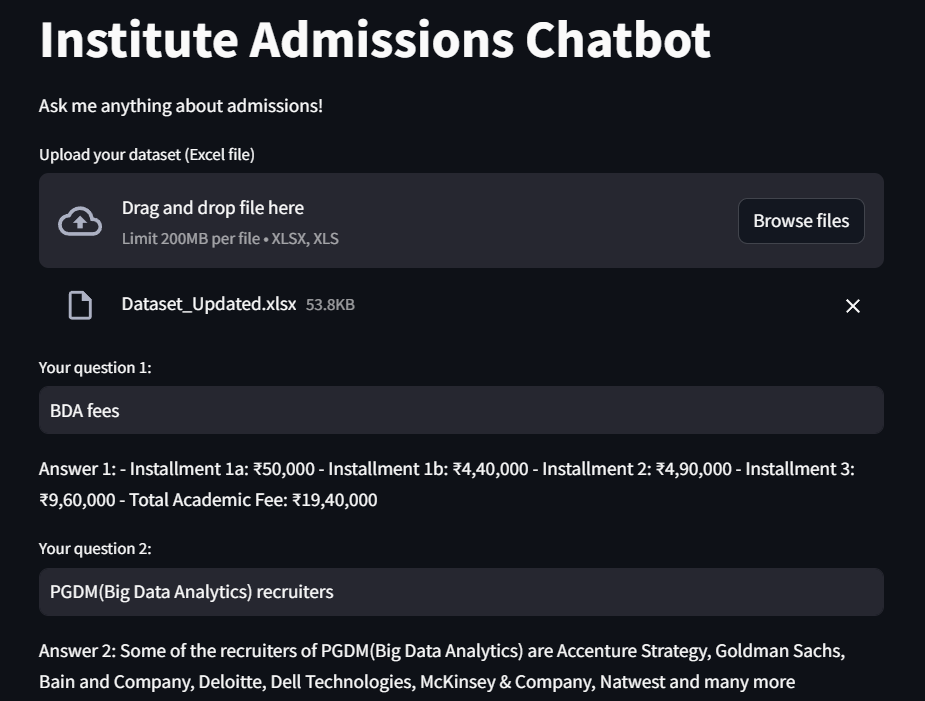 Institute Admissions Chatbot
Ask me anything about admissions!
Upload your dataset (Excel file)
Drag and drop file here
Limit 200MB per file • XLSX, XLS
Browse files
Dataset_Updated.xlsx 53.8KB
Your question 1:
BDA fees
Answer 1: - Installment 1a: ₹50,000 - Installment 1b: ₹4,40,000 - Installment 2: ₹4,90,000 - Installment 3:
₹9,60,000 - Total Academic Fee: ₹19,40,000
Your question 2:
PGDM(Big Data Analytics) recruiters
Answer 2: Some of the recruiters of PGDM(Big Data Analytics) are Accenture Strategy, Goldman Sachs,
Bain and Company, Deloitte, Dell Technologies, McKinsey & Company, Natwest and many more